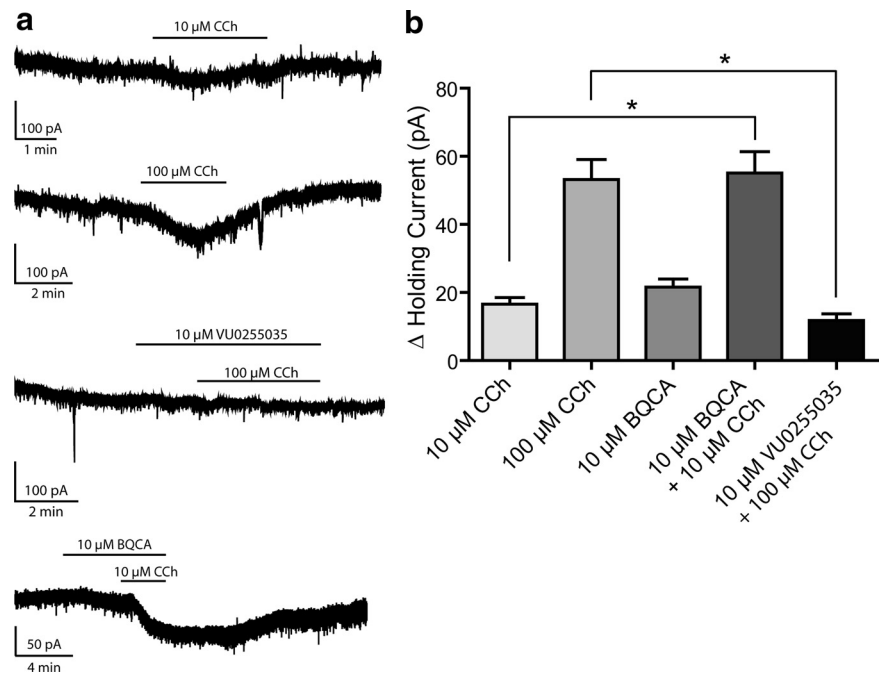 a
10 µM CCh
100 pA
1 min
100 µM CCh
100 pA
2 min
10 µM VU0255035
100 µM CCh
100 pA
2 min
10 µM BQCA
10 µM CCh
50 pA
4 min
b
*
*
Δ Holding Current (pA)
80
60
40
20
0
10 µM CCh
100 µM CCh
10 µM BQCA
10 µM BQCA
+ 10 µM CCh
10 µM VU0255035
+ 100 µM CCh